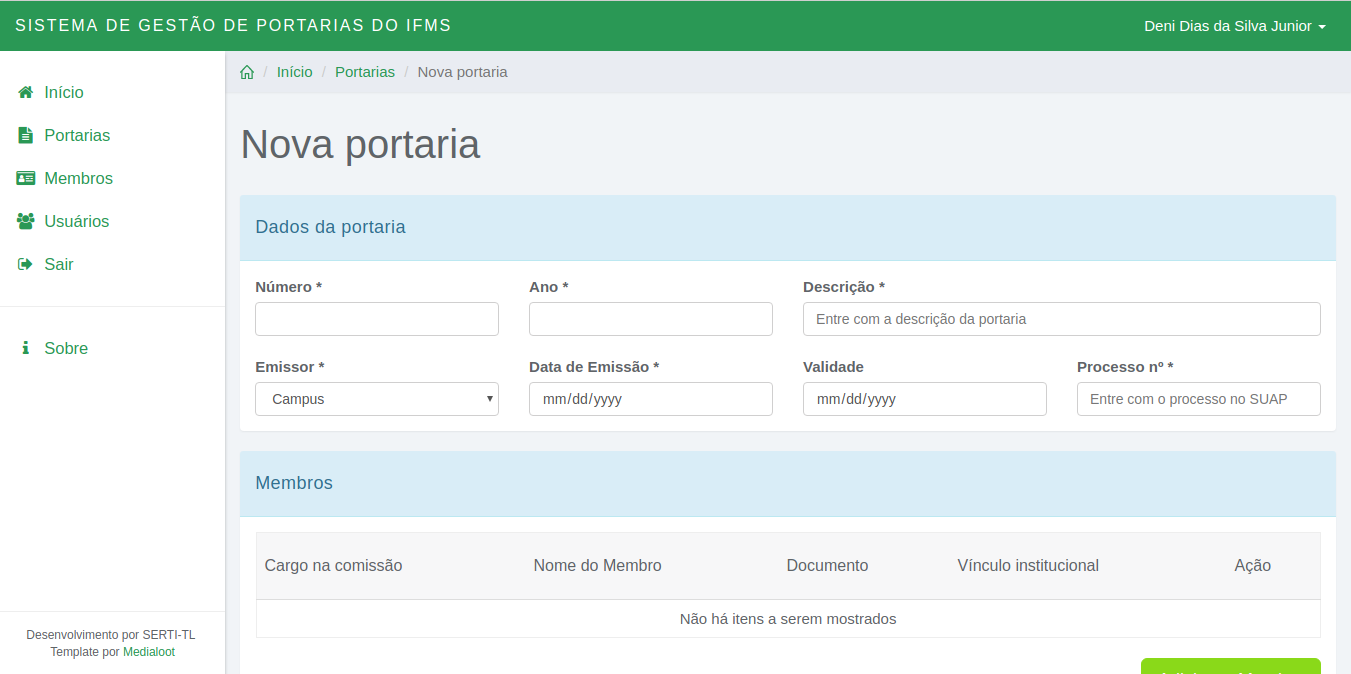 SISTEMA DE GESTÃO DE PORTARIAS DO IFMS
Deni Dias da Silva Junior
Início
Portarias
Membros
Usuários
Sair
Sobre
Desenvolvimento por SERTI-TL
Template por Medialoot
/ Início / Portarias / Nova portaria
Nova portaria
Dados da portaria
Número * Ano * Descrição *
Entre com a descrição da portaria
Emissor * Data de Emissão * Validade Processo nº *
Campus mm/dd/yyyy mm/dd/yyyy Entre com o processo no SUAP
Membros
Cargo na comissão Nome do Membro Documento Vínculo institucional Ação
Não há itens a serem mostrados